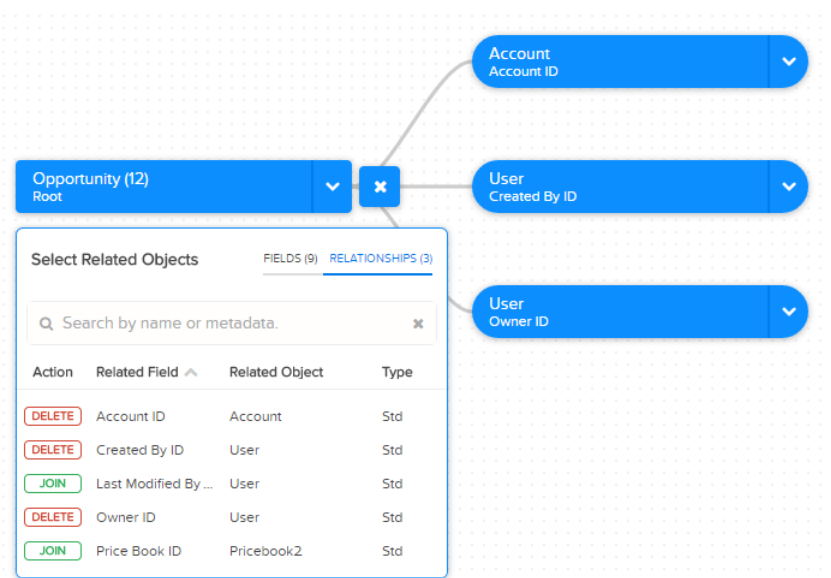 Account
Account ID
Opportunity (12)
Root
User
Created By ID
Select Related Objects
FIELDS (9) RELATIONSHIPS (3)
User
Owner ID
Search by name or metadata.
Action Related Field Related Object Type
DELETE Account ID Account Std
DELETE Created By ID User Std
JOIN Last Modified By ... User Std
DELETE Owner ID User Std
JOIN Price Book ID Pricebook2 Std